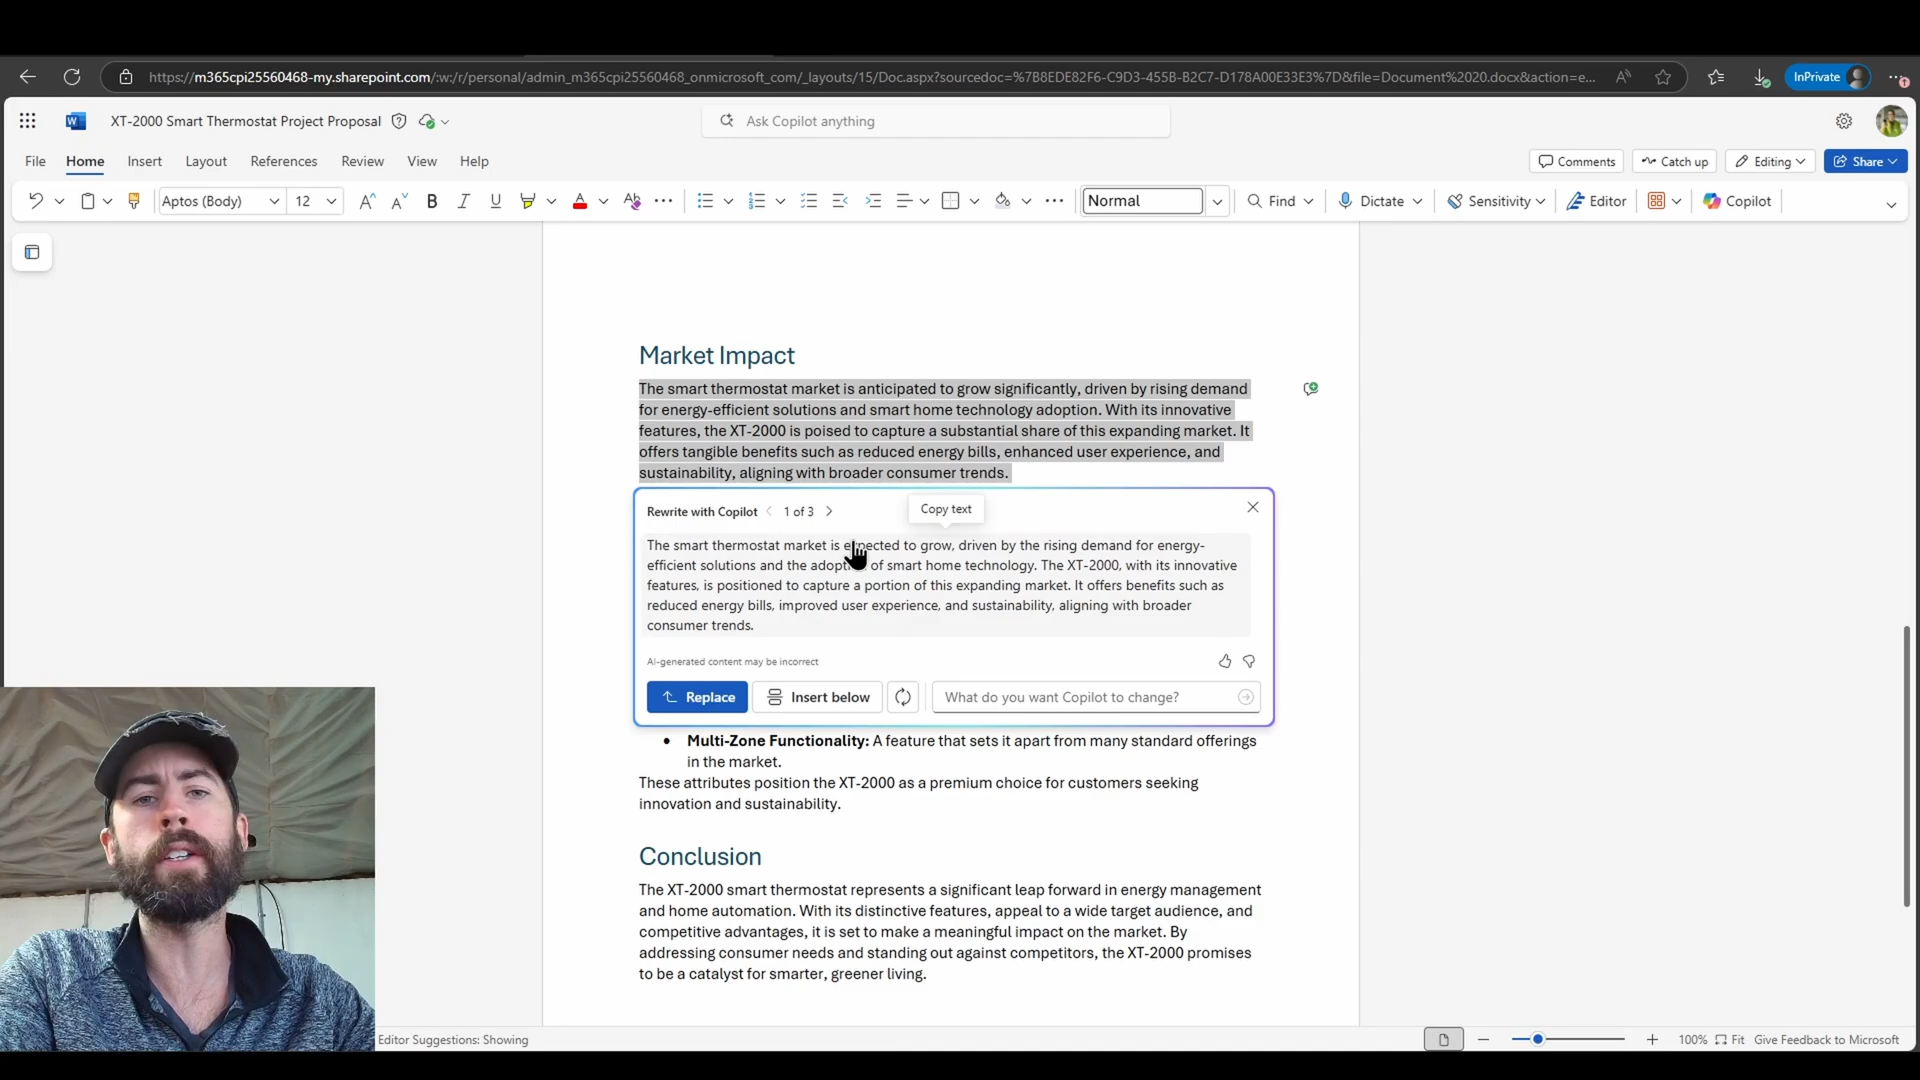 https://m365cpi25560468-my.sharepoint.com/:w:/r/personal/admin_m365cpi25560468_onmicrosoft_com/_layouts/15/Doc.aspx?sourcedoc=%7B8EDE82F6-C9D3-455B-B2C7-D178A00E33E3%7D&file=Document%2020.docx&action=e...
InPrivate
XT-2000 Smart Thermostat Project Proposal
Ask Copilot anything
File Home Insert Layout References Review View Help
Comments Catch up Editing Share
Aptos (Body) 12 Normal Find Dictate Sensitivity Editor Copilot
Market Impact
The smart thermostat market is anticipated to grow significantly, driven by rising demand
for energy-efficient solutions and smart home technology adoption. With its innovative
features, the XT-2000 is poised to capture a substantial share of this expanding market. It
offers tangible benefits such as reduced energy bills, enhanced user experience, and
sustainability, aligning with broader consumer trends.
Rewrite with Copilot 1 of 3
Copy text
The smart thermostat market is expected to grow, driven by the rising demand for energy-
efficient solutions and the adoption of smart home technology. The XT-2000, with its innovative
features, is positioned to capture a portion of this expanding market. It offers benefits such as
reduced energy bills, improved user experience, and sustainability, aligning with broader
consumer trends.
AI-generated content may be incorrect
Replace Insert below What do you want Copilot to change?
• Multi-Zone Functionality: A feature that sets it apart from many standard offerings
in the market.
These attributes position the XT-2000 as a premium choice for customers seeking
innovation and sustainability.
Conclusion
The XT-2000 smart thermostat represents a significant leap forward in energy management
and home automation. With its distinctive features, appeal to a wide target audience, and
competitive advantages, it is set to make a meaningful impact on the market. By
addressing consumer needs and standing out against competitors, the XT-2000 promises
to be a catalyst for smarter, greener living.
Editor Suggestions: Showing
100% Fit Give Feedback to Microsoft